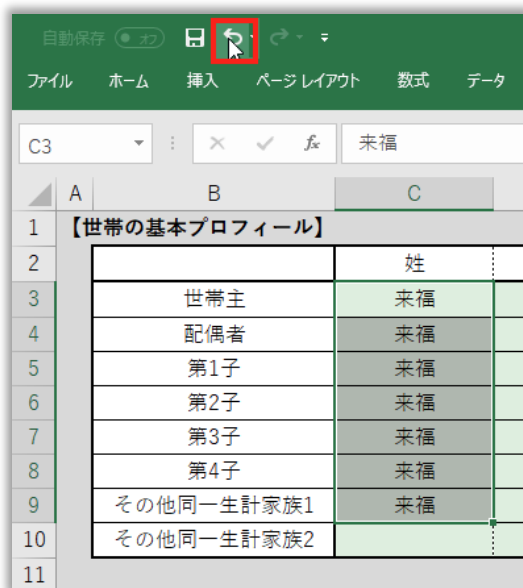 自動保存 オフ
ファイル ホーム 挿入 ページ レイアウト 数式 データ
C3 fx 来福
A B C
1 【世帯の基本プロフィール】
2 姓
3 世帯主 来福
4 配偶者 来福
5 第1子 来福
6 第2子 来福
7 第3子 来福
8 第4子 来福
9 その他同一生計家族1 来福
10 その他同一生計家族2
11